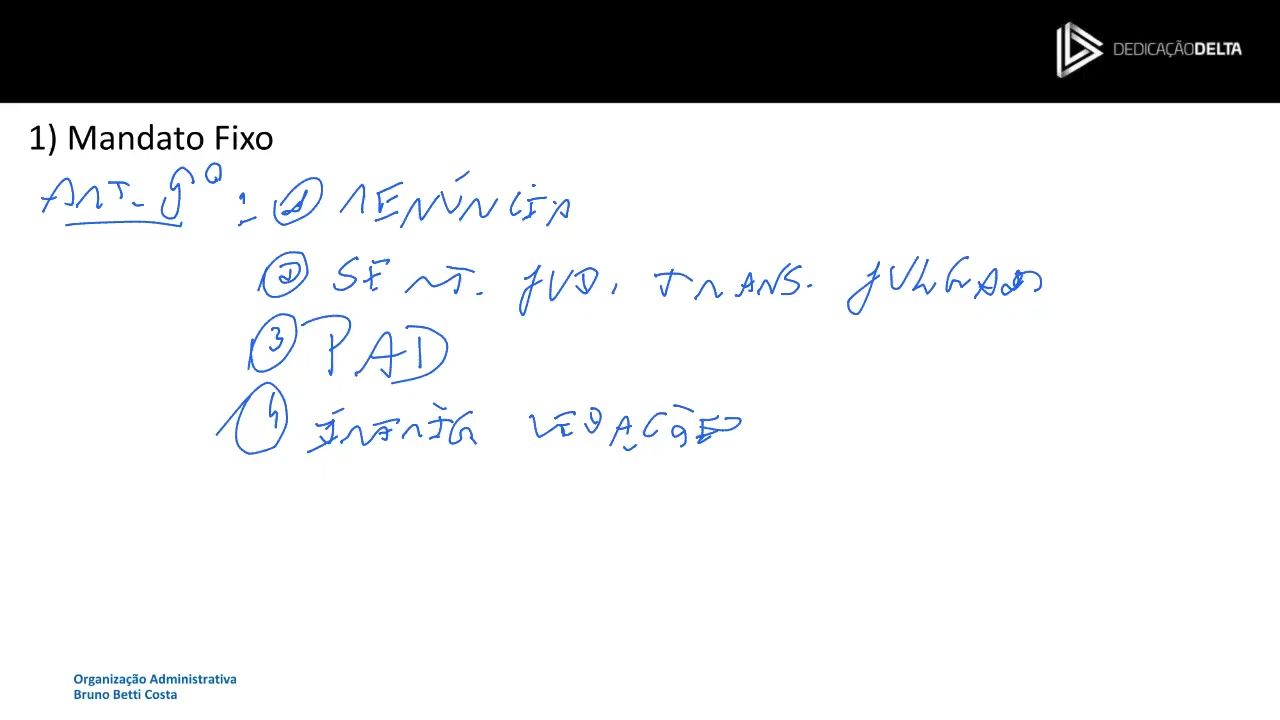 DEDICAÇÃODELTA
1) Mandato Fixo
ART. 9º: 1 RENÚNCIA
2 SENT. JUD. TRANS. JULGADO
3 PAD
4 INFRIG VEDAÇÕES
Organização Administrativa
Bruno Betti Costa